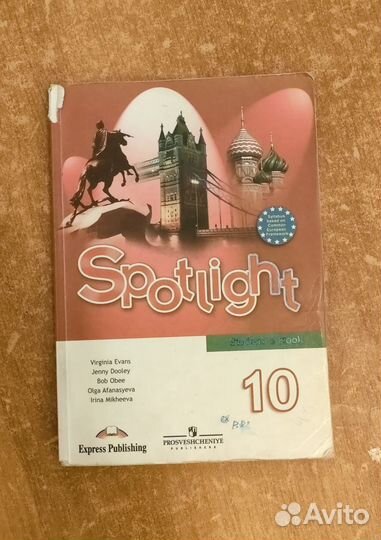 Syllabus
based on
Common
European
Framework
Spotlight
Student's Book
Virginia Evans
Jenny Dooley
Bob Obee
Olga Afanasyeva
Irina Mikheeva
10
Express Publishing
PROSVESHCHENIYE
PUBLISHERS
Avito